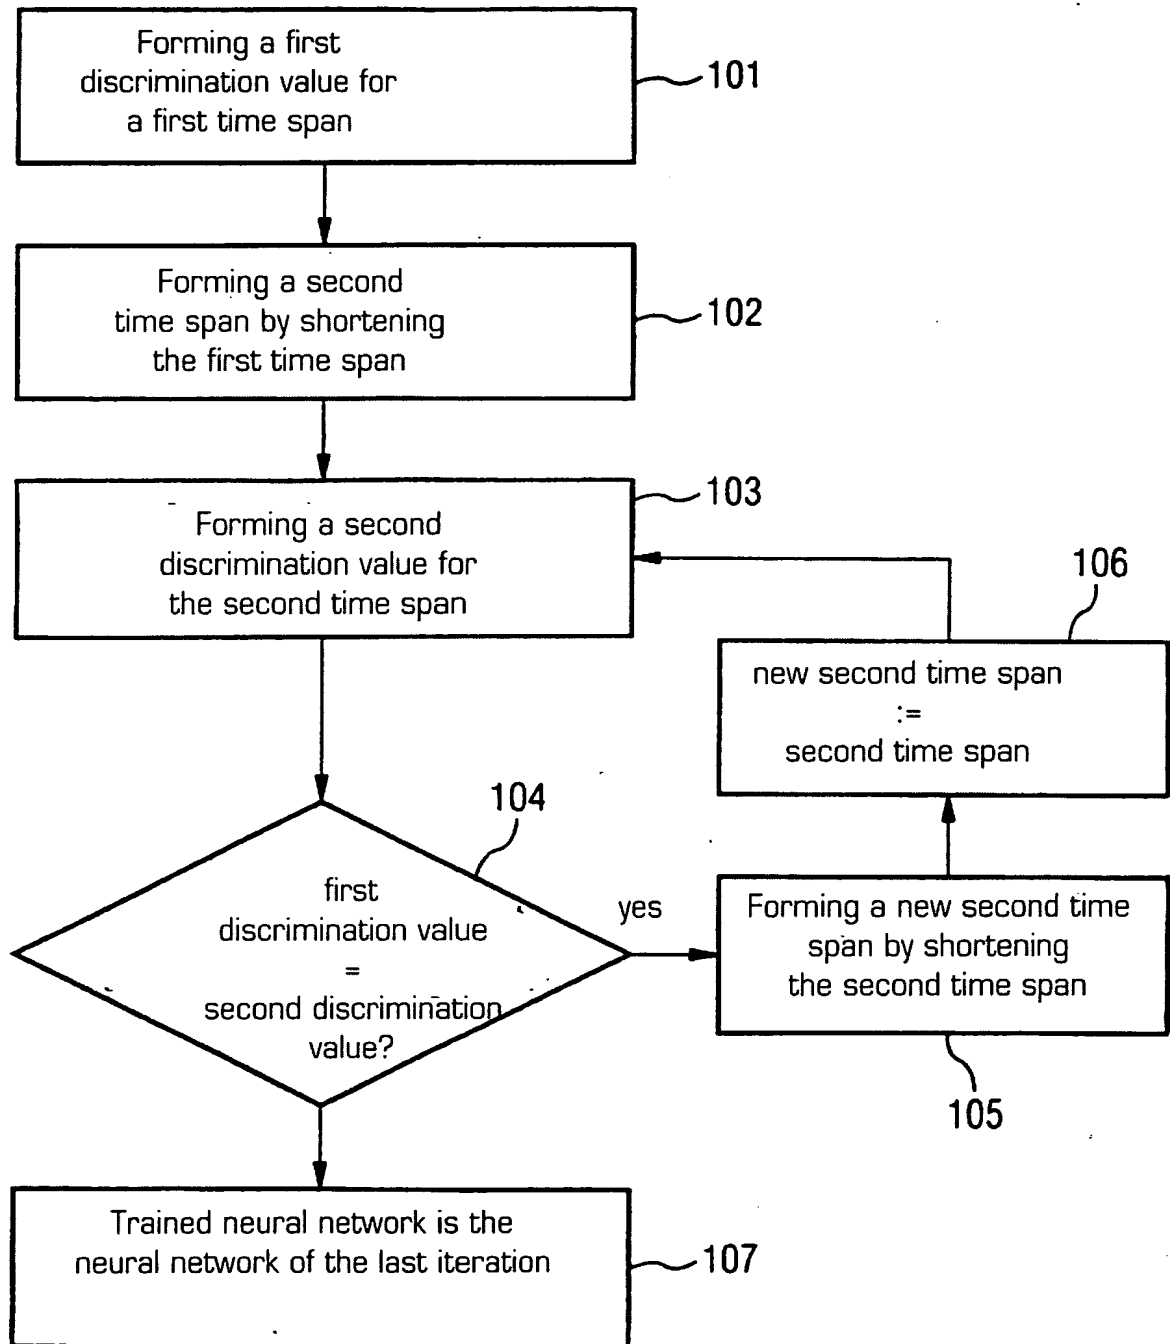 Forming a first
discrimination value for
a first time span
101
Forming a second
time span by shortening
the first time span
102
Forming a second
discrimination value for
the second time span
103
106
new second time span
:=
second time span
104
first
discrimination value
=
second discrimination
value?
yes
Forming a new second time
span by shortening
the second time span
105
Trained neural network is the
neural network of the last iteration
107